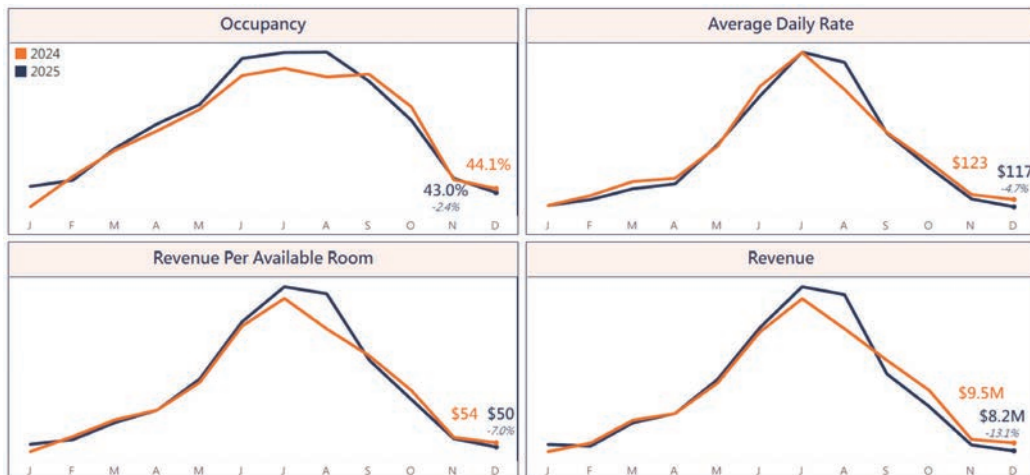 Occupancy
2024
2025
44.1%
43.0%
-2.4%
J F M A M J J A S O N D
Average Daily Rate
$123
$117
-4.7%
J F M A M J J A S O N D
Revenue Per Available Room
$54 $50
-7.0%
J F M A M J J A S O N D
Revenue
$9.5M
$8.2M
-13.1%
J F M A M J J A S O N D